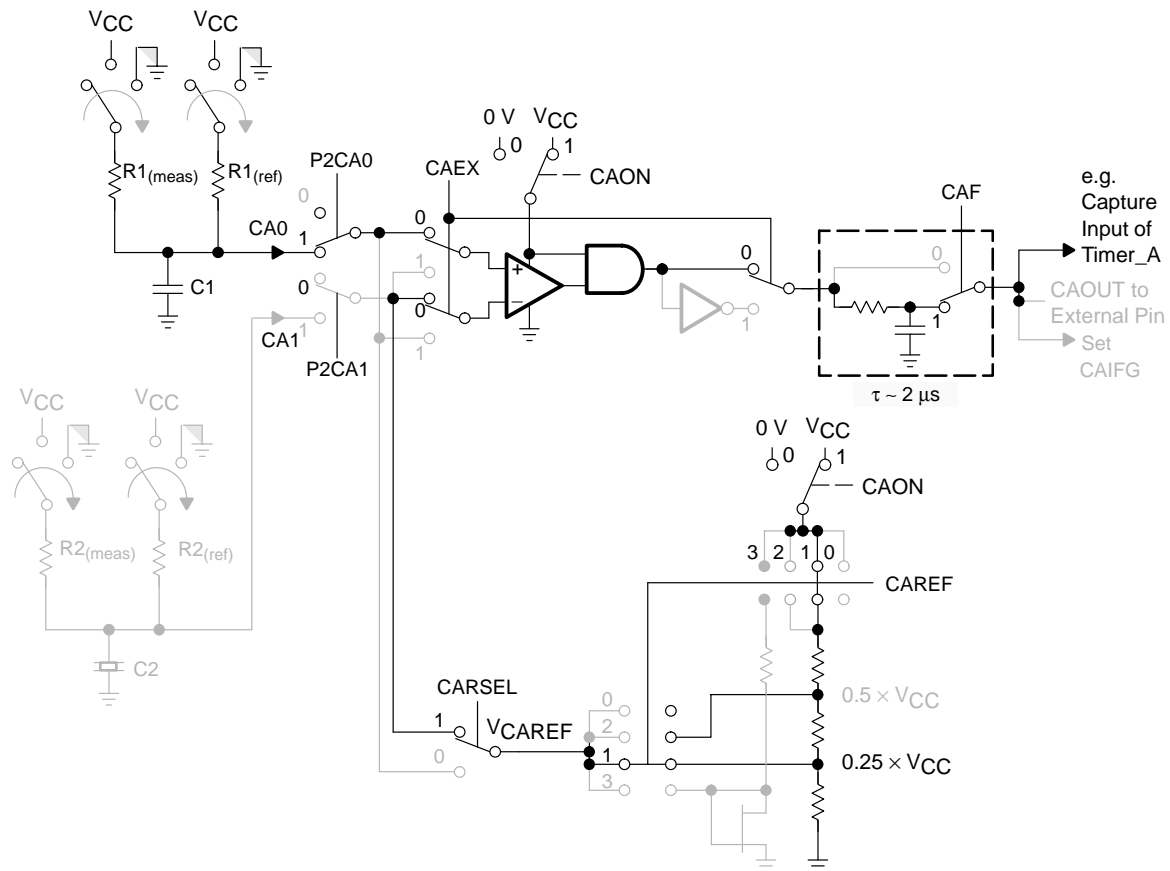 VCC
VCC
R1(meas)
R1(ref)
P2CA0
0
CA0
1
C1
0
CA1
1
P2CA1
CAEX
0 V
0
VCC
1
CAON
0
1
0
1
+
−
0
1
CAF
0
1
τ ~ 2 μs
e.g.
Capture
Input of
Timer_A
CAOUT to
External Pin
Set
CAIFG
VCC
VCC
R2(meas)
R2(ref)
C2
0 V
0
VCC
1
CAON
3 2 1 0
CAREF
CARSEL
1
0
VCAREF
0
2
1
3
0.5 × VCC
0.25 × VCC